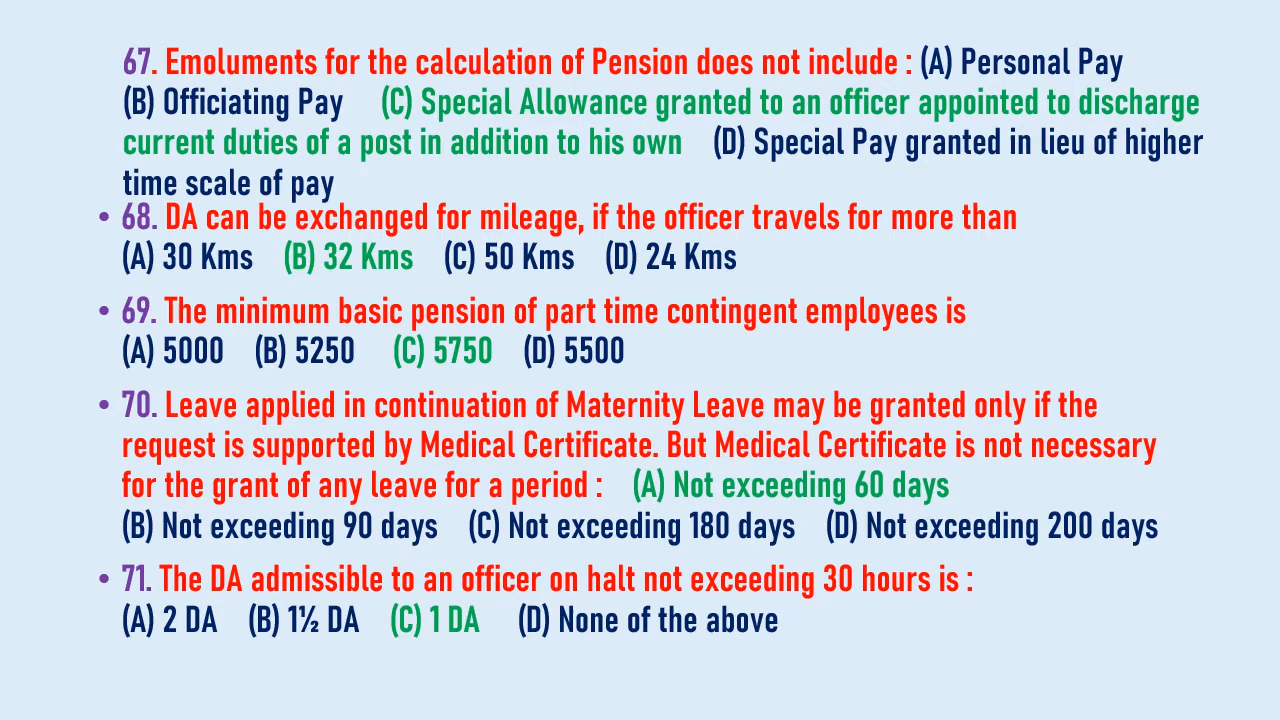 67. Emoluments for the calculation of Pension does not include : (A) Personal Pay
(B) Officiating Pay (C) Special Allowance granted to an officer appointed to discharge
current duties of a post in addition to his own (D) Special Pay granted in lieu of higher
time scale of pay
• 68. DA can be exchanged for mileage, if the officer travels for more than
(A) 30 Kms (B) 32 Kms (C) 50 Kms (D) 24 Kms
• 69. The minimum basic pension of part time contingent employees is
(A) 5000 (B) 5250 (C) 5750 (D) 5500
• 70. Leave applied in continuation of Maternity Leave may be granted only if the
request is supported by Medical Certificate. But Medical Certificate is not necessary
for the grant of any leave for a period : (A) Not exceeding 60 days
(B) Not exceeding 90 days (C) Not exceeding 180 days (D) Not exceeding 200 days
• 71. The DA admissible to an officer on halt not exceeding 30 hours is :
(A) 2 DA (B) 1½ DA (C) 1 DA (D) None of the above